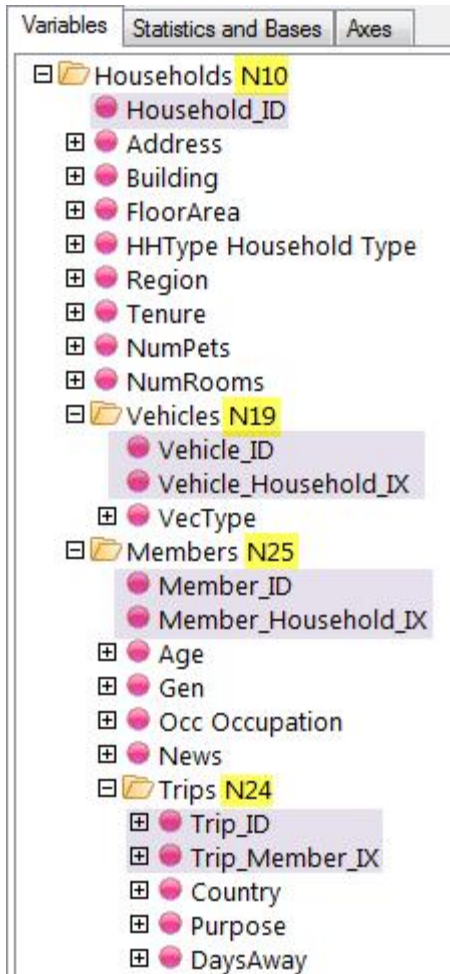 Variables Statistics and Bases Axes
Households N10
Household_ID
Address
Building
FloorArea
HHType Household Type
Region
Tenure
NumPets
NumRooms
Vehicles N19
Vehicle_ID
Vehicle_Household_IX
VecType
Members N25
Member_ID
Member_Household_IX
Age
Gen
Occ Occupation
News
Trips N24
Trip_ID
Trip_Member_IX
Country
Purpose
DaysAway